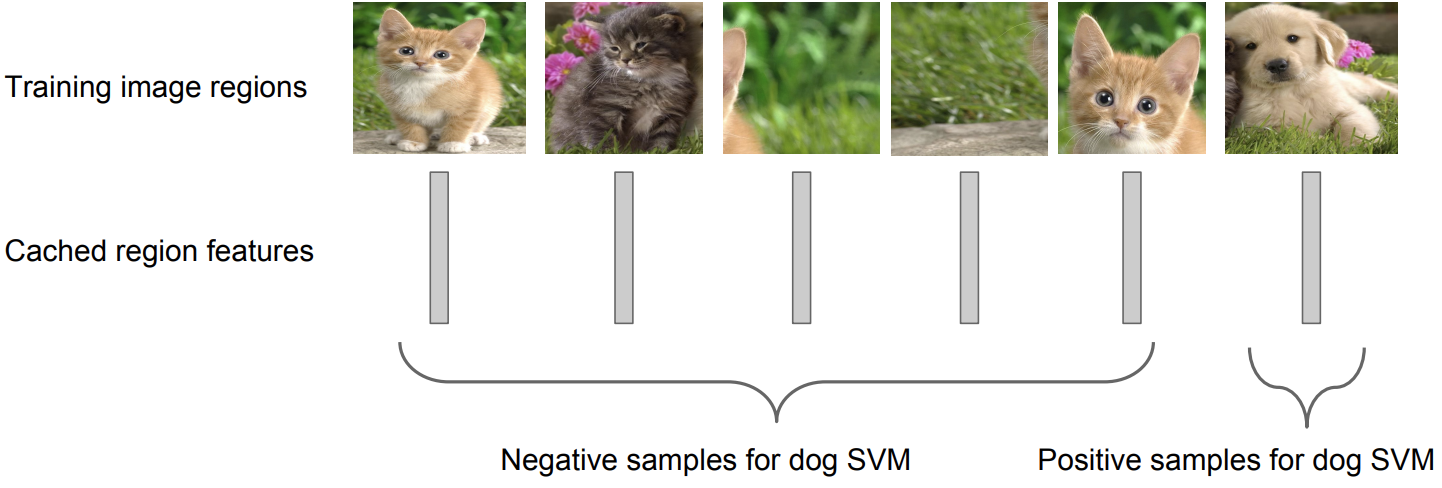 Training image regions
Cached region features
Negative samples for dog SVM
Positive samples for dog SVM